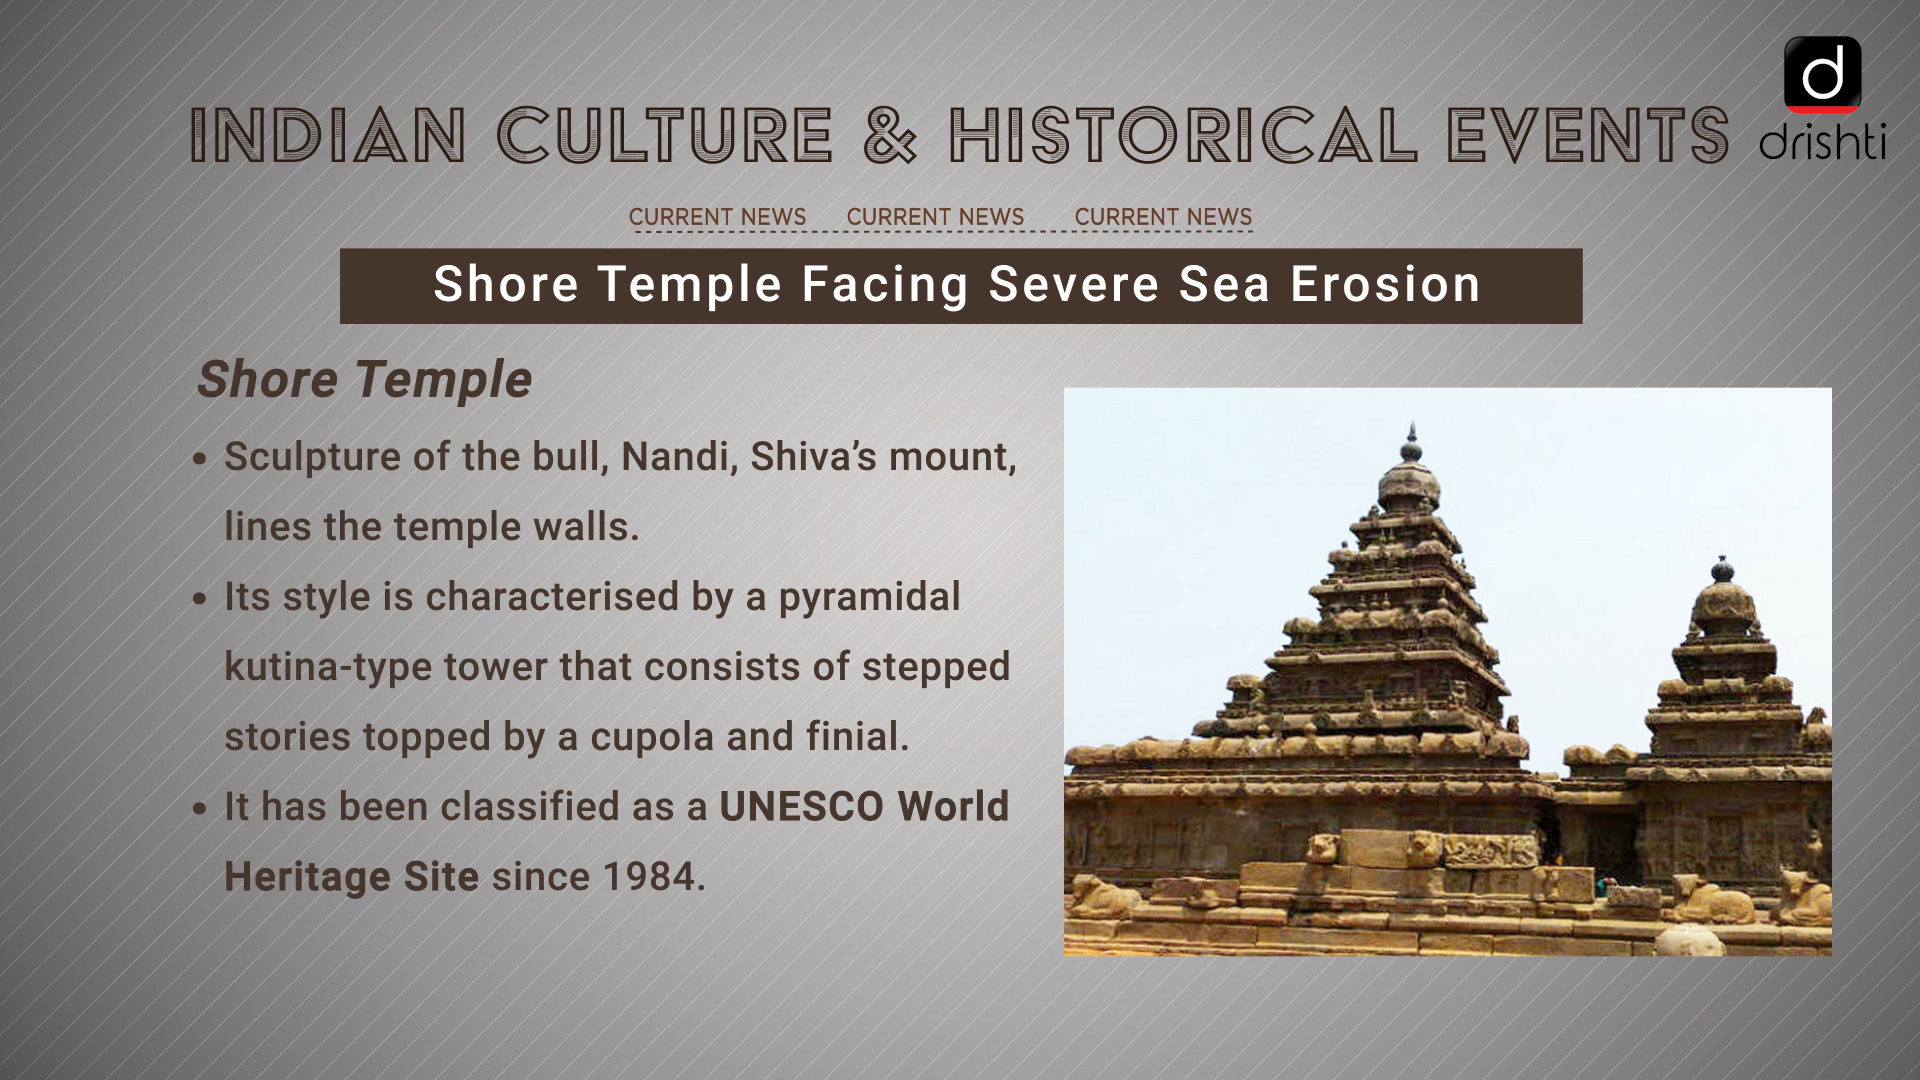 INDIAN CULTURE & HISTORICAL EVENTS
d
drishti
CURRENT NEWS CURRENT NEWS CURRENT NEWS
Shore Temple Facing Severe Sea Erosion
Shore Temple
• Sculpture of the bull, Nandi, Shiva’s mount,
lines the temple walls.
• Its style is characterised by a pyramidal
kutina-type tower that consists of stepped
stories topped by a cupola and finial.
• It has been classified as a UNESCO World
Heritage Site since 1984.